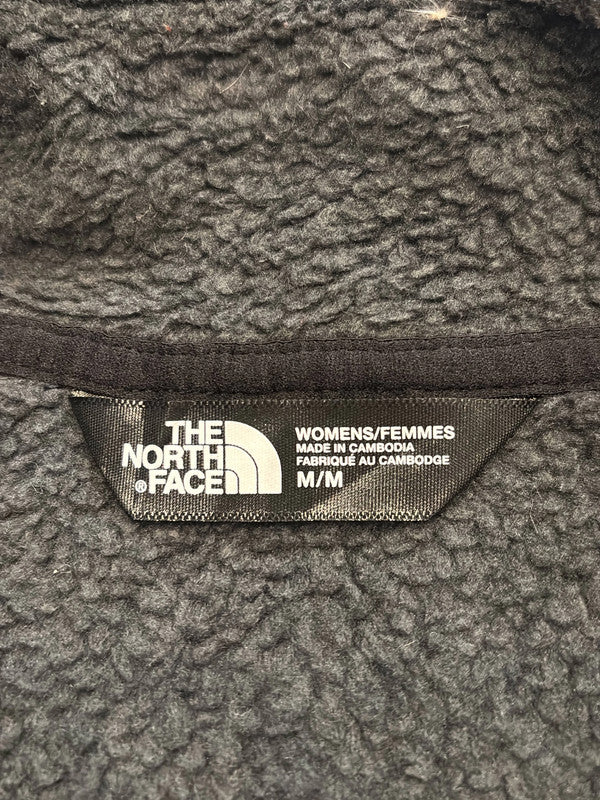 THE
NORTH
®FACE
WOMENS/FEMMES
MADE IN CAMBODIA
FABRIQUÉ AU CAMBODGE
M/M